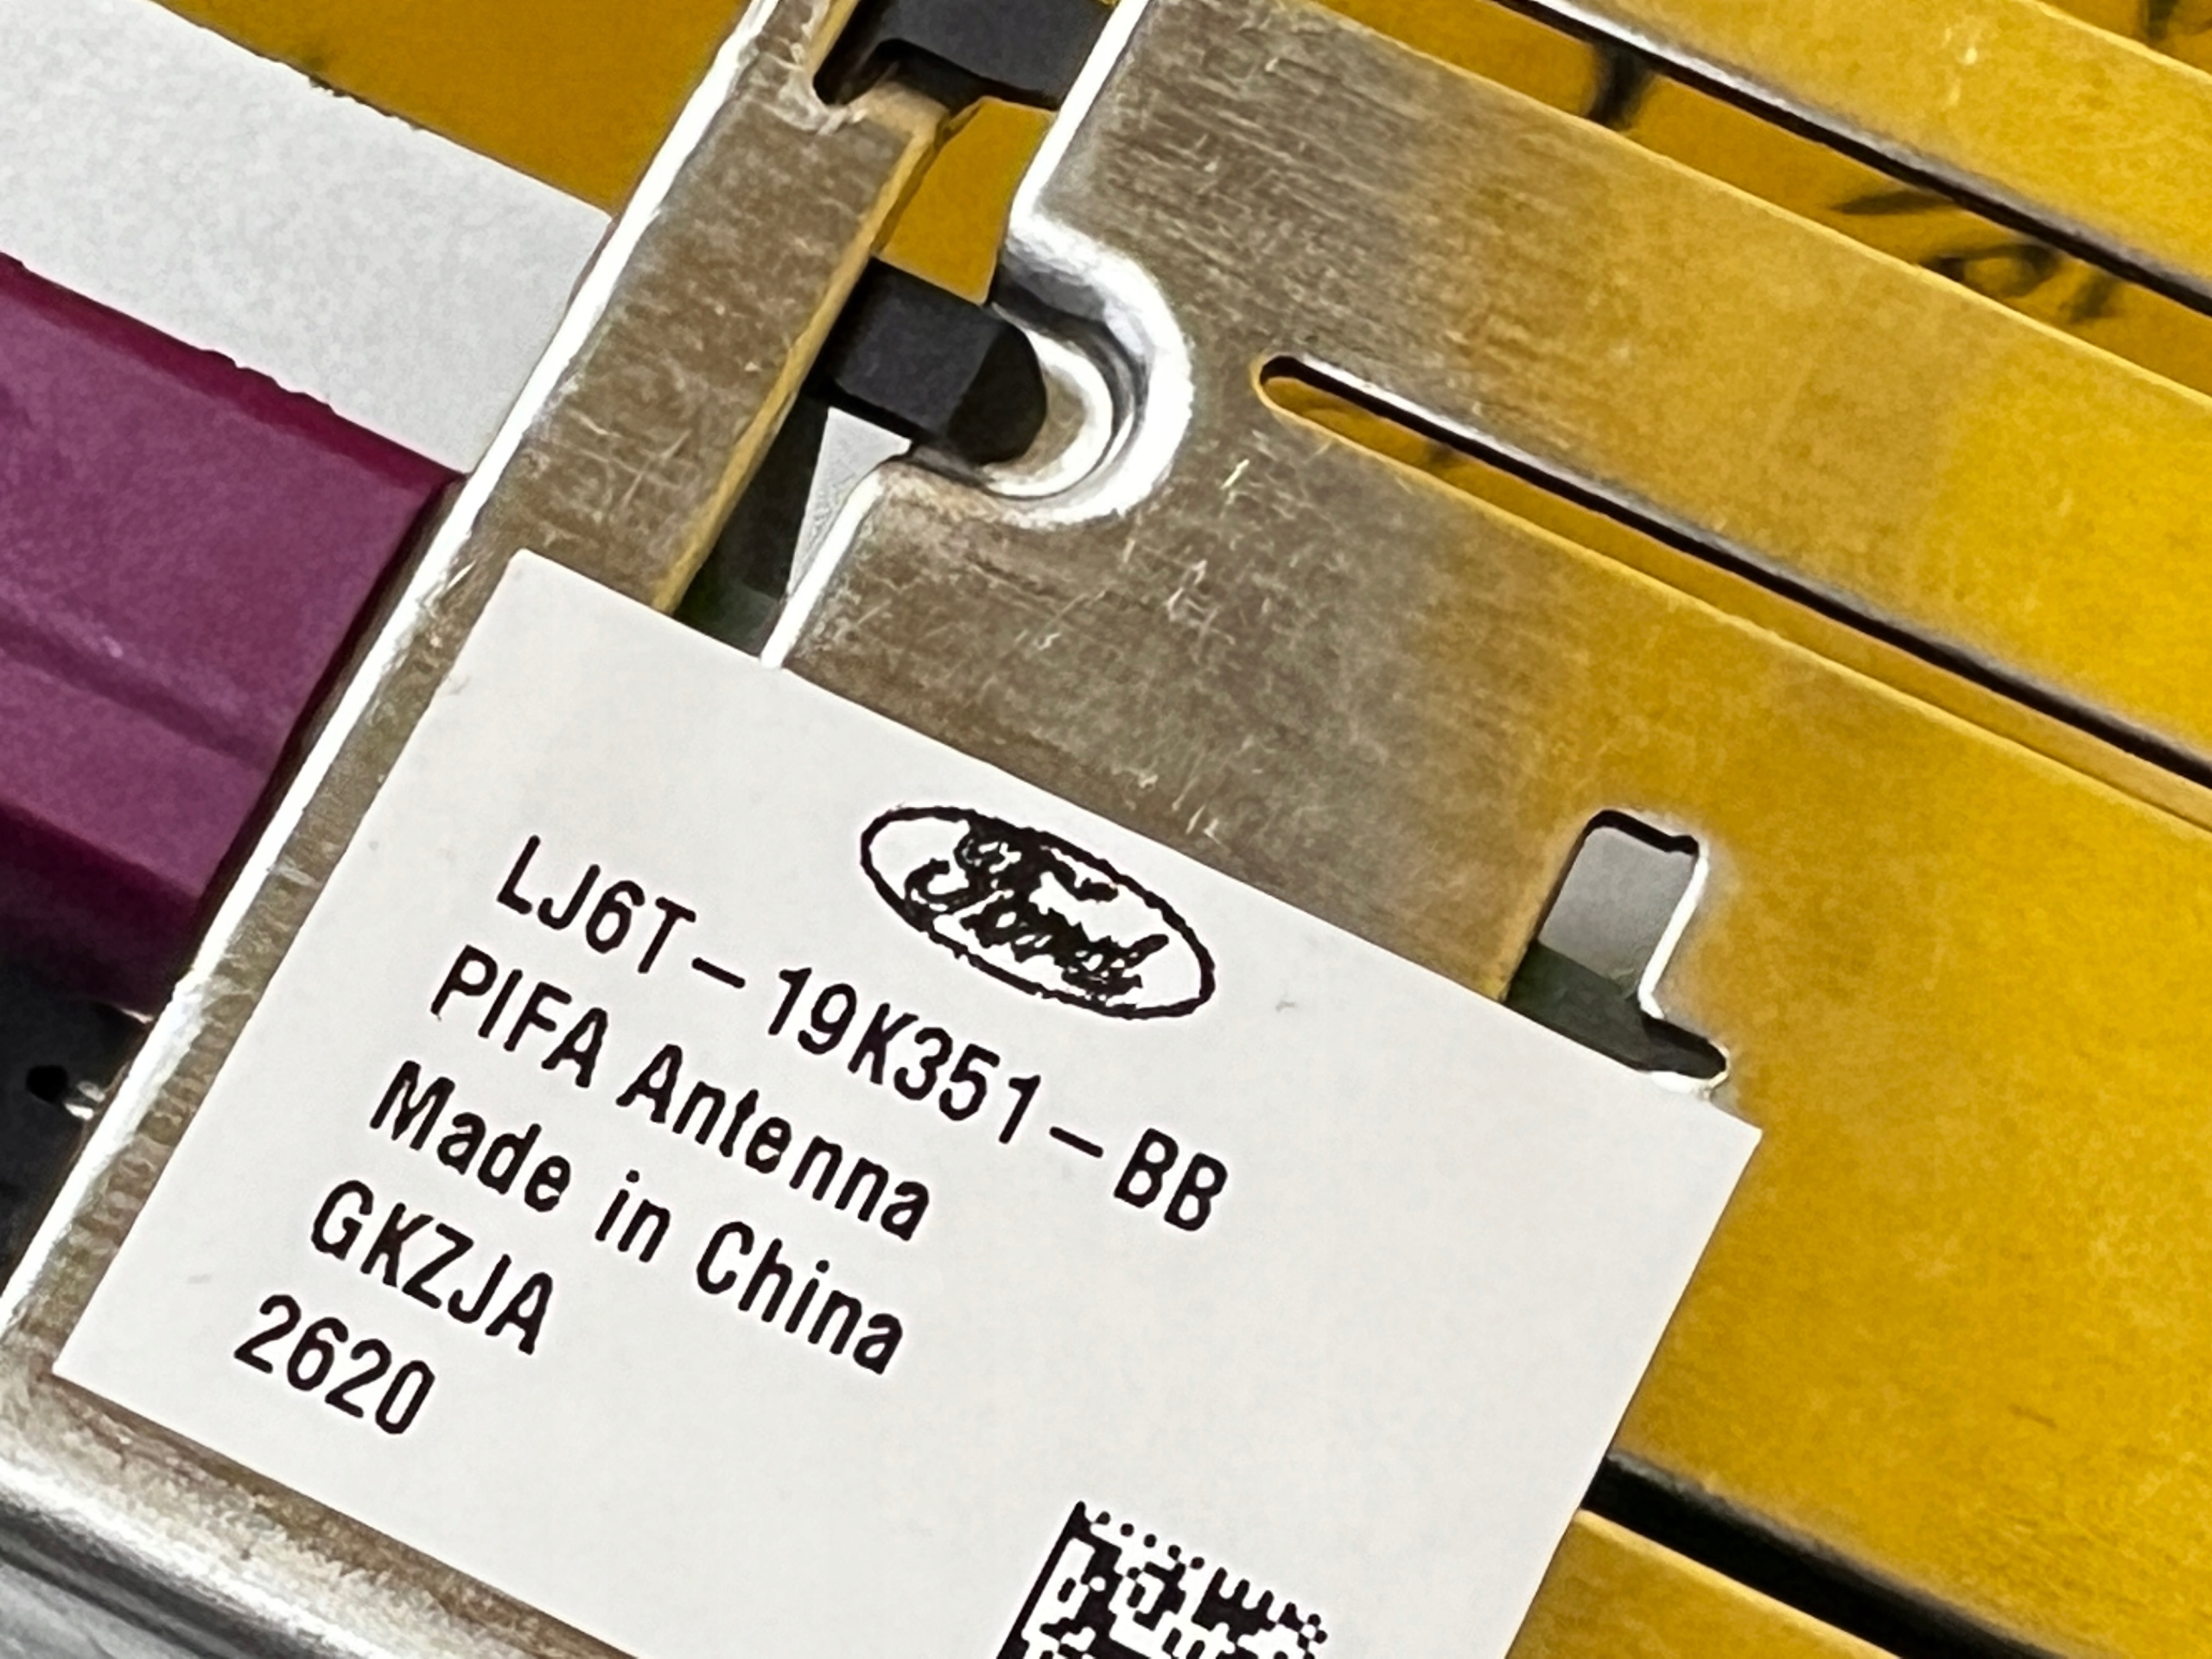 Ford
LJ6T-19K351-BB
PIFA Antenna
Made in China
GKZJA
2620